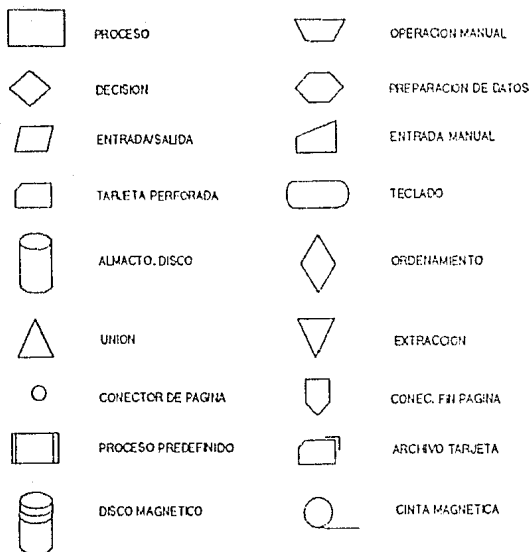 PROCESO
OPERACION MANUAL
DECISION
PREPARACION DE DATOS
ENTRADA/SALIDA
ENTRADA MANUAL
TARJETA PERFORADA
TECLADO
ALMACTO. DISCO
ORDENAMIENTO
UNION
EXTRACCION
CONECTOR DE PAGINA
CONEC. FIN PAGINA
PROCESO PREDEFINIDO
ARCHIVO TARJETA
DISCO MAGNETICO
CINTA MAGNETICA